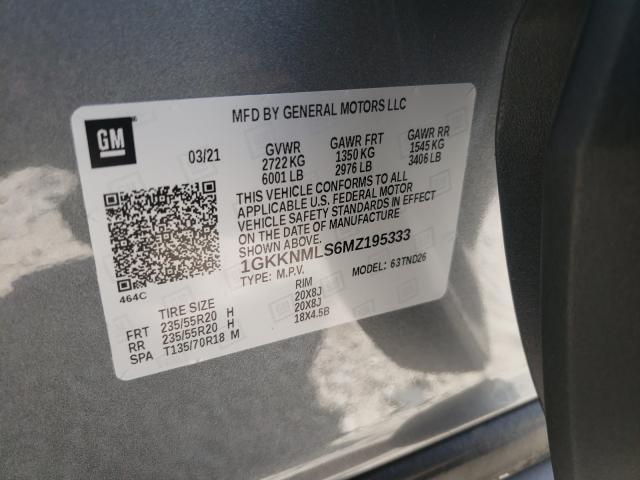 MFD BY GENERAL MOTORS LLC
GM
03/21
GVWR GAWR FRT GAWR RR
2722 KG 1350 KG 1545 KG
6001 LB 2976 LB 3406 LB
THIS VEHICLE CONFORMS TO ALL
APPLICABLE U.S. FEDERAL MOTOR
VEHICLE SAFETY STANDARDS IN EFFECT
ON THE DATE OF MANUFACTURE
SHOWN ABOVE.
1GKKNMLS6MZ195333
TYPE: M.P.V. MODEL: 63TND26
464C
TIRE SIZE RIM
FRT 235/55R20 H 20X8J
RR 235/55R20 H 20X8J
SPA T135/70R18 M 18X4.5B